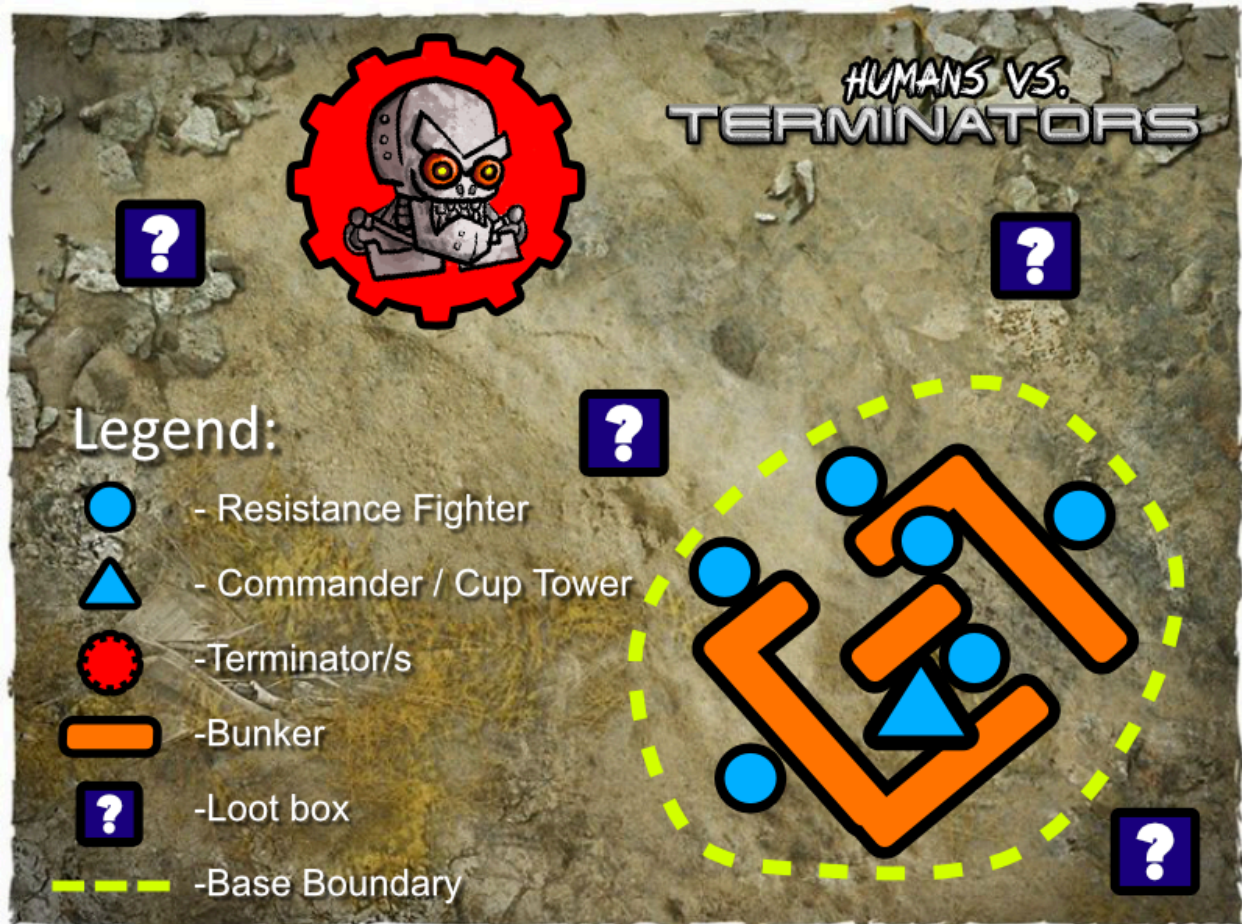 HUMANS VS.
TERMINATORS
?
?
?
Legend:
- Resistance Fighter
- Commander / Cup Tower
-Terminator/s
-Bunker
?
-Loot box
?
-Base Boundary